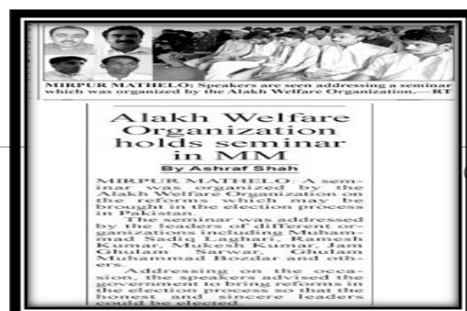 MIRPUR MATHELO: Speakers are seen addressing a seminar
which was organized by the Alakh Welfare Organization.—RT
Alakh Welfare
Organization
holds seminar
in MM
By Ashraf Shah
MIRPUR MATHELO: A sem-
inar was organized by the
Alakh Welfare Organization on
the reforms which may be
brought in the election process
in Pakistan.
The seminar was addressed
by the leaders of different or-
ganizations including Muham-
mad Sadiq Laghari, Ramesh
Kumar, Mukesh Kumar, Jam
Ghulam Sarwar, Ghulam
Muhammad Bozdar and oth-
ers.
Addressing on the occa-
sion, the speakers advised the
government to bring reforms in
the election process so that the
honest and sincere leaders
could be elected.